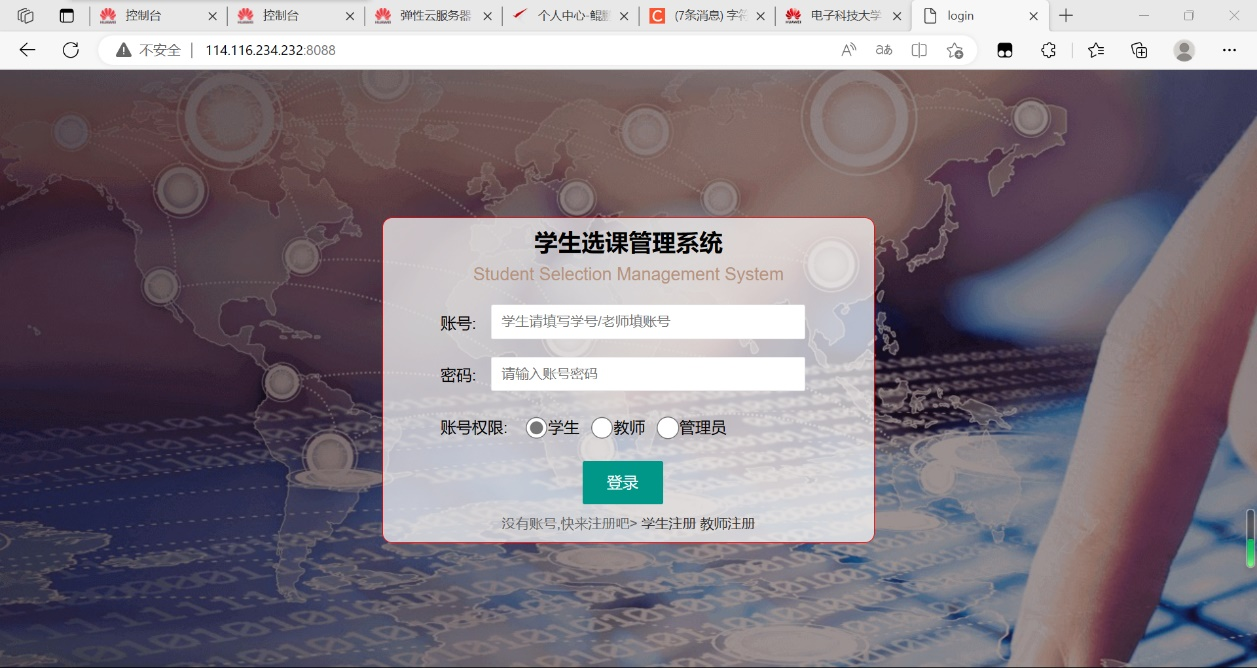 控制台
控制台
弹性云服务器
个人中心-鲲鹏
(7条消息) 字符
电子科技大学
login
不安全 | 114.116.234.232:8088
学生选课管理系统
Student Selection Management System
账号: 学生请填写学号/老师填账号
密码: 请输入账号密码
账号权限: 学生 教师 管理员
登录
没有账号,快来注册吧> 学生注册 教师注册